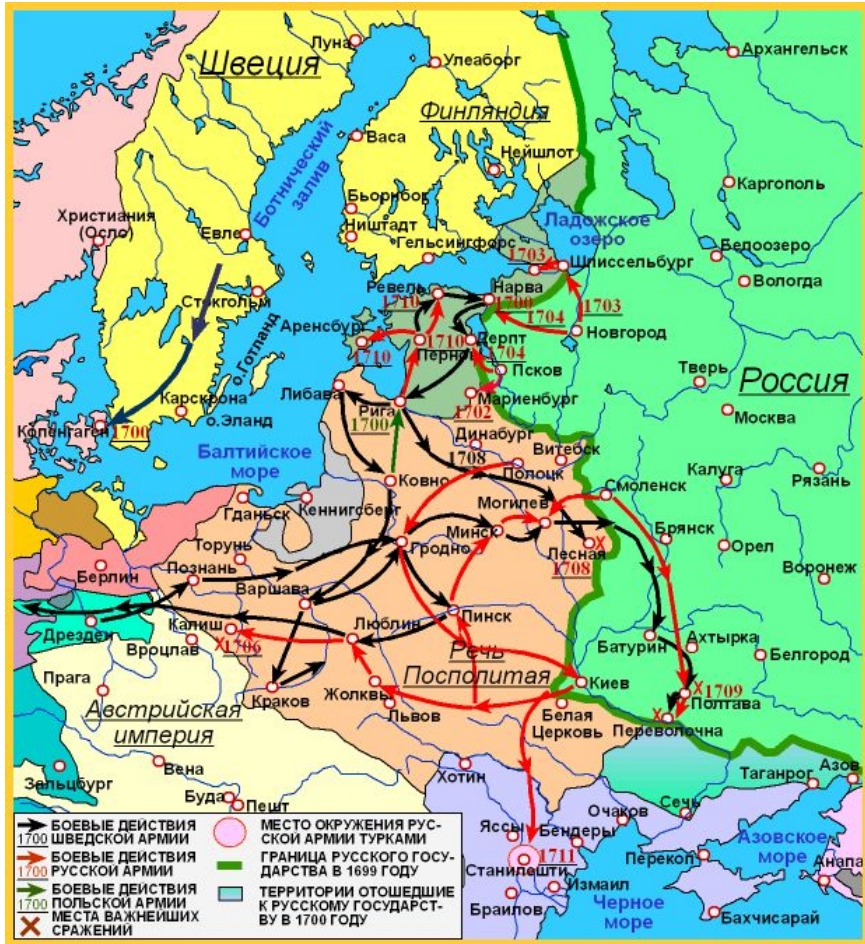 Луна
Архангельск
Улеаборг
Швеция
Финляндия
Васа
Нейшлот
Каргополь
Ботнический
залив
Бьорнборг
Ништадт
Христиания
(Осло)
Евле
Ладожское
озеро
Гельсингфорс
1703
Шлиссельбург
Белоозеро
Вологда
Ревель
1710
Нарва
1700
1703
1704
Стокгольм
Новгород
Аренсбург
1710
1710
Пернов
Дерпт
1704
Псков
о.Готланд
Мариенбург
1702
Тверь
Россия
Либава
Рига
1700
Карскрона
о.Эланд
Копенгаген
1700
Москва
Динабург
1708
Витебск
Балтийское
море
Полоцк
Калуга
Рязань
Ковно
Смоленск
Гданьск
Кеннигсберг
Могилев
Минск
Брянск
Торунь
Гродно
Лесная
1708
Орел
Воронеж
Берлин
Познань
Варшава
Пинск
Дрезден
Калиш
1706
Люблин
Батурин
Ахтырка
Белгород
Вроцлав
Речь
Посполитая
Прага
Жолквы
Киев
1709
Полтава
Краков
Львов
Белая
Церковь
Переволочна
Австрийская
империя
Вена
Хотин
Таганрог
Азов
Зальцбург
Буда
Пешт
Сечь
Очаков
Яссы
Бендеры
Азовское
море
1711
Станилешти
Перекоп
Анапа
Измаил
Браилов
Черное
море
Бахчисарай
БОЕВЫЕ ДЕЙСТВИЯ
1700 ШВЕДСКОЙ АРМИИ
БОЕВЫЕ ДЕЙСТВИЯ
1700 РУССКОЙ АРМИИ
БОЕВЫЕ ДЕЙСТВИЯ
1700 ПОЛЬСКОЙ АРМИИ
МЕСТА ВАЖНЕЙШИХ
СРАЖЕНИЙ
МЕСТО ОКРУЖЕНИЯ РУС-
СКОЙ АРМИИ ТУРКАМИ
ГРАНИЦА РУССКОГО ГОСУ-
ДАРСТВА В 1699 ГОДУ
ТЕРРИТОРИИ ОТОШЕДШИЕ
К РУССКОМУ ГОСУДАРСТ-
ВУ В 1700 ГОДУ